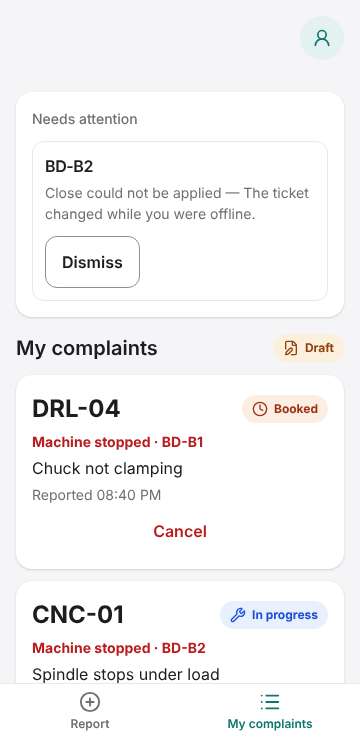 Needs attention
BD-B2
Close could not be applied — The ticket
changed while you were offline.
Dismiss
My complaints
Draft
DRL-04
Booked
Machine stopped · BD-B1
Chuck not clamping
Reported 08:40 PM
Cancel
CNC-01
In progress
Machine stopped · BD-B2
Spindle stops under load
Report
My complaints